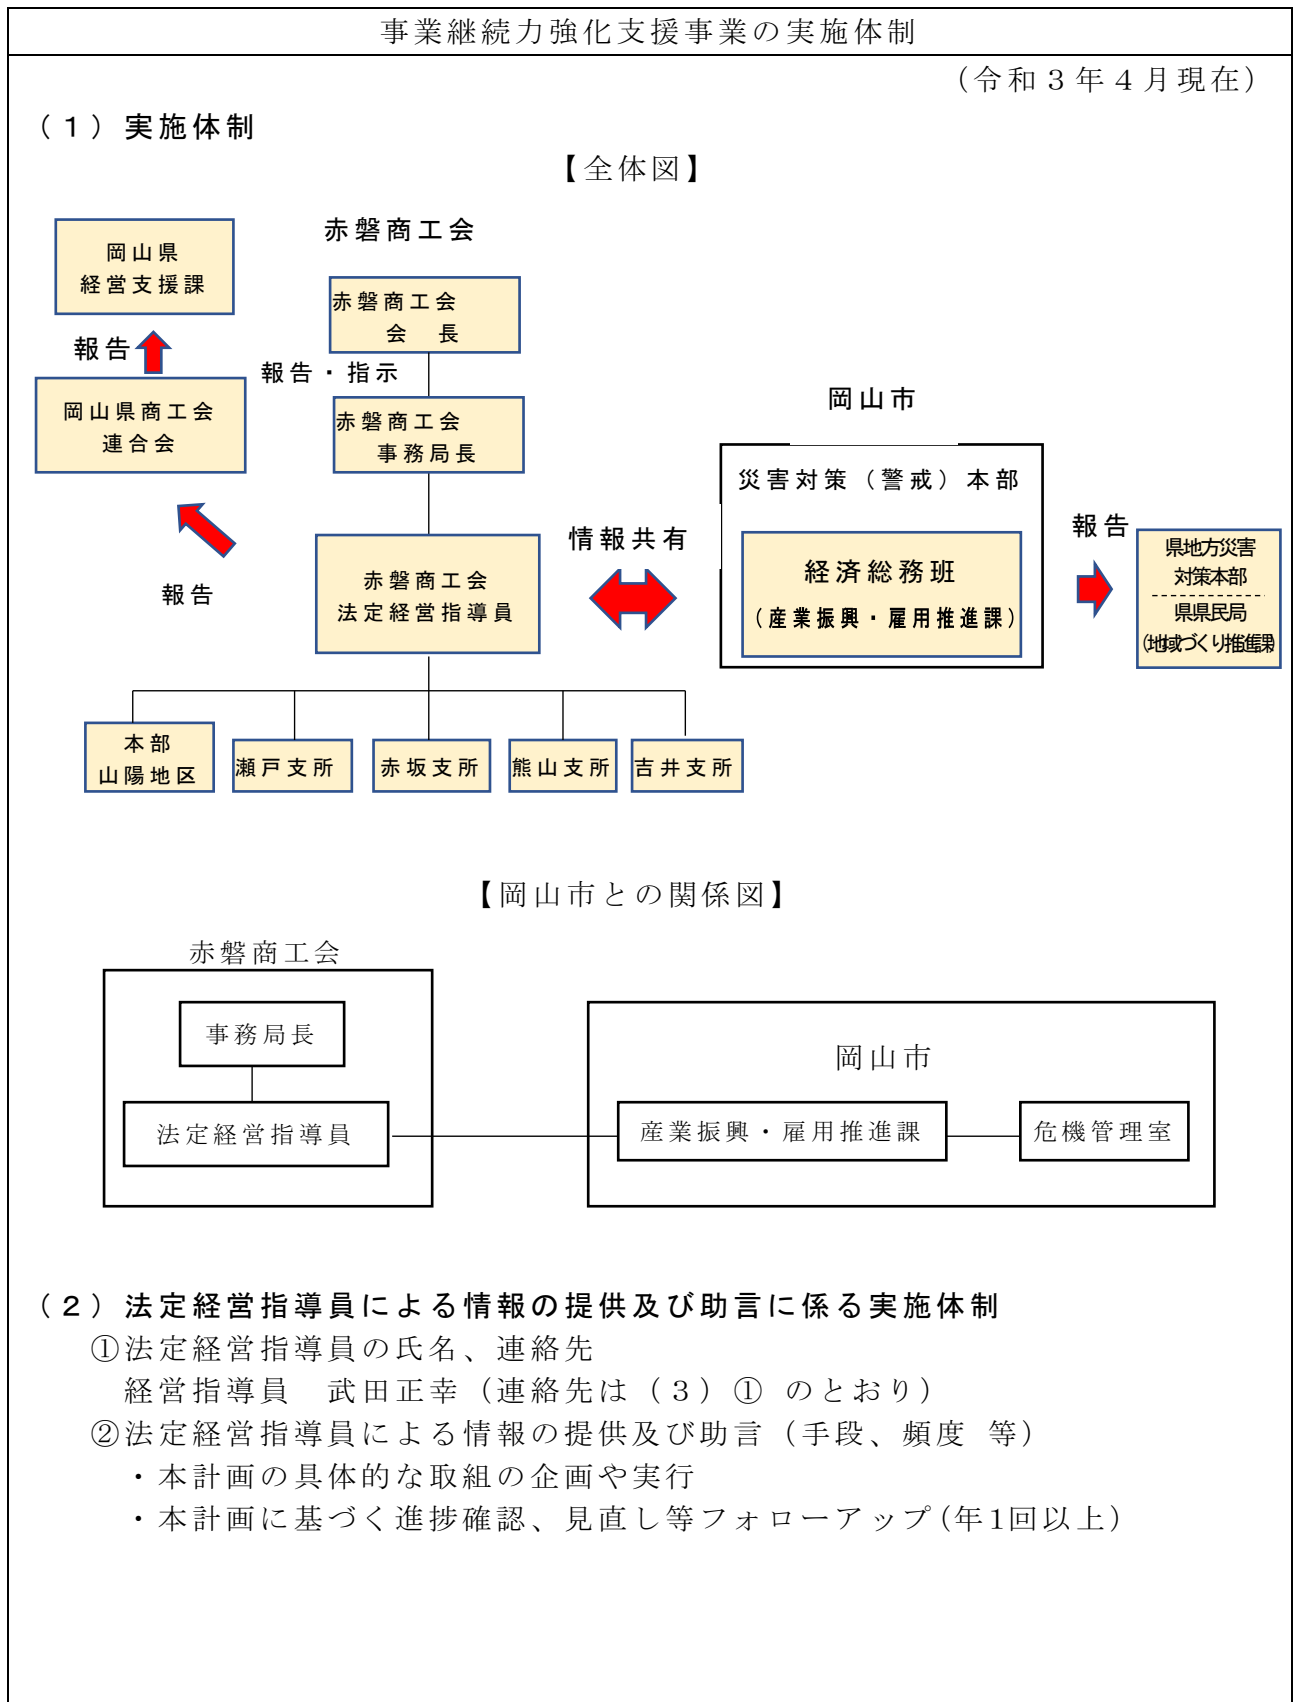 事業継続力強化支援事業の実施体制
（令和３年４月現在）
（１）実施体制
【全体図】
赤磐商工会
岡山県
経営支援課
赤磐商工会
会　長
報告
報告・指示
岡山県商工会
連合会
赤磐商工会
事務局長
岡山市
災害対策（警戒）本部
報告
情報共有
経済総務班
（産業振興・雇用推進課）
報告
県地方災害
対策本部
県県民局
（地域づくり推進課）
赤磐商工会
法定経営指導員
本部
山陽地区
瀬戸支所
赤坂支所
熊山支所
吉井支所
【岡山市との関係図】
赤磐商工会
事務局長
法定経営指導員
岡山市
産業振興・雇用推進課
危機管理室
（２）法定経営指導員による情報の提供及び助言に係る実施体制
①法定経営指導員の氏名、連絡先
経営指導員　武田正幸（連絡先は（３）① のとおり）
②法定経営指導員による情報の提供及び助言（手段、頻度 等）
・本計画の具体的な取組の企画や実行
・本計画に基づく進捗確認、見直し等フォローアップ(年1回以上）